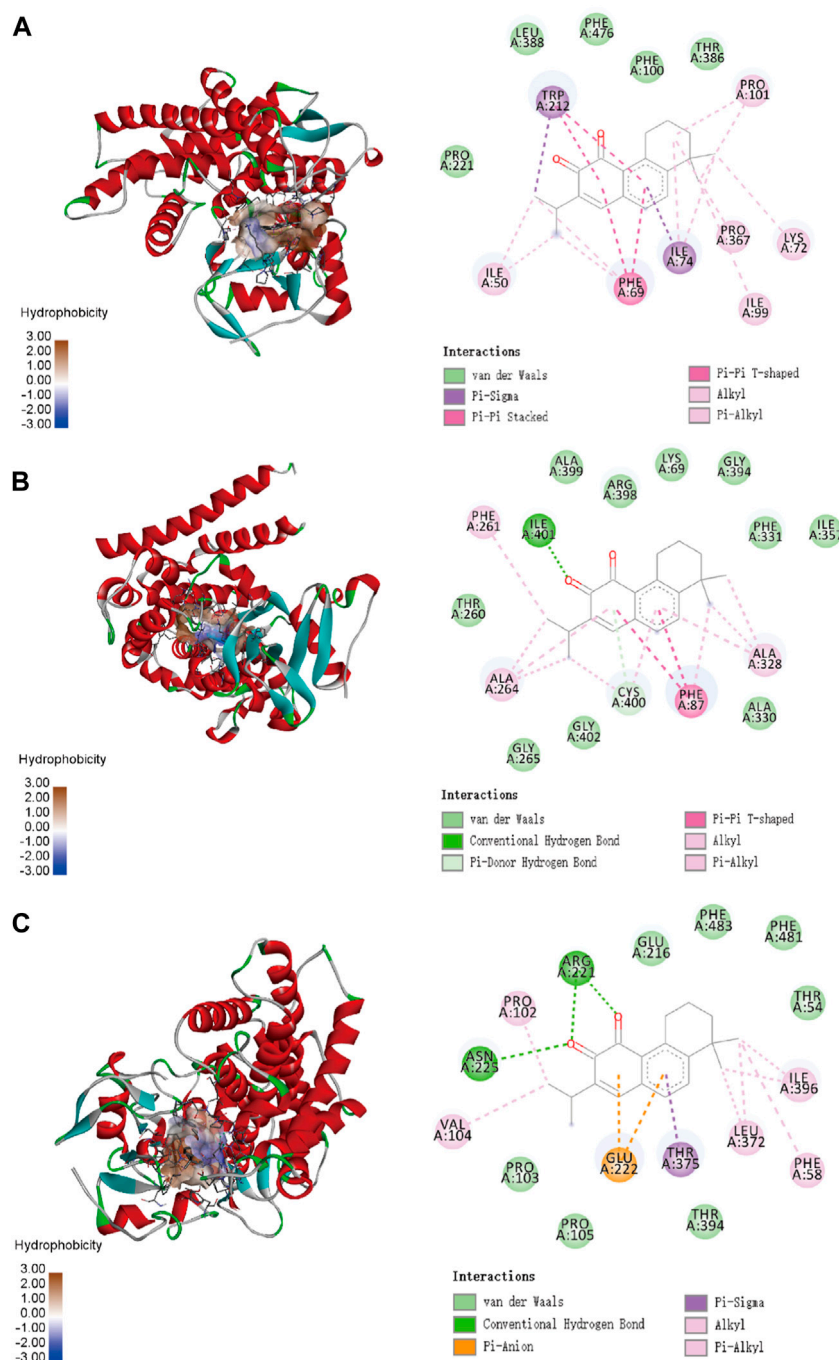 A
LEU
A:388
PHE
A:476
PHE
A:100
THR
A:386
TRP
A:212
PRO
A:101
O
O
PRO
A:221
PRO
A:367
LYS
A:72
ILE
A:50
PHE
A:69
ILE
A:74
ILE
A:99
Hydrophobicity
3.00
2.00
1.00
0.00
-1.00
-2.00
-3.00
Interactions
van der Waals
Pi-Sigma
Pi-Pi Stacked
Pi-Pi T-shaped
Alkyl
Pi-Alkyl
B
ALA
A:399
ARG
A:398
LYS
A:69
GLY
A:394
PHE
A:261
ILE
A:401
PHE
A:331
ILE
A:357
O
O
THR
A:260
ALA
A:264
CYS
A:400
PHE
A:87
ALA
A:328
ALA
A:330
GLY
A:265
GLY
A:402
Hydrophobicity
3.00
2.00
1.00
0.00
-1.00
-2.00
-3.00
Interactions
van der Waals
Conventional Hydrogen Bond
Pi-Donor Hydrogen Bond
Pi-Pi T-shaped
Alkyl
Pi-Alkyl
C
ARG
A:221
GLU
A:216
PHE
A:483
PHE
A:481
PRO
A:102
THR
A:54
O
O
ASN
A:225
ILE
A:396
VAL
A:104
LEU
A:372
PRO
A:103
GLU
A:222
THR
A:375
PHE
A:58
PRO
A:105
THR
A:394
Hydrophobicity
3.00
2.00
1.00
0.00
-1.00
-2.00
-3.00
Interactions
van der Waals
Conventional Hydrogen Bond
Pi-Anion
Pi-Sigma
Alkyl
Pi-Alkyl